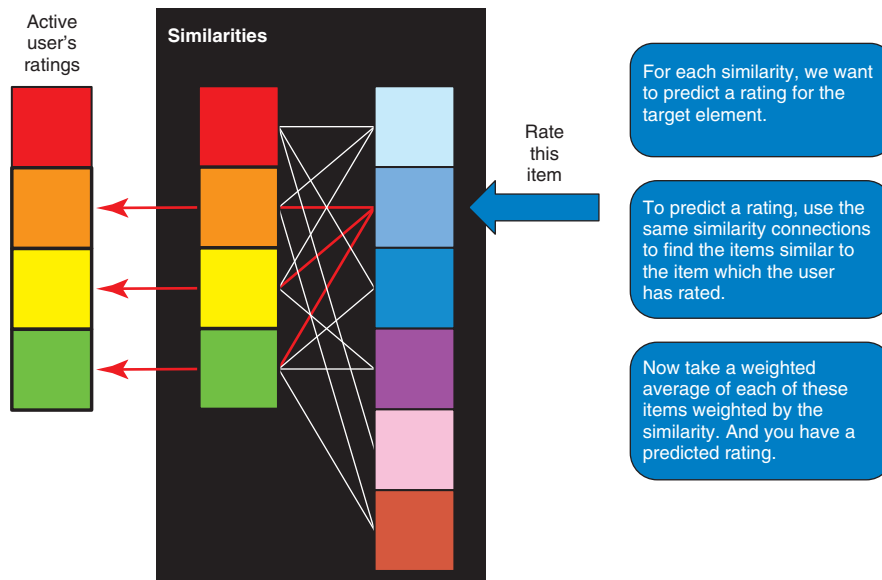 Active
user's
ratings
Similarities
Rate
this
item
For each similarity, we want
to predict a rating for the
target element.
To predict a rating, use the
same similarity connections
to find the items similar to
the item which the user
has rated.
Now take a weighted
average of each of these
items weighted by the
similarity. And you have a
predicted rating.